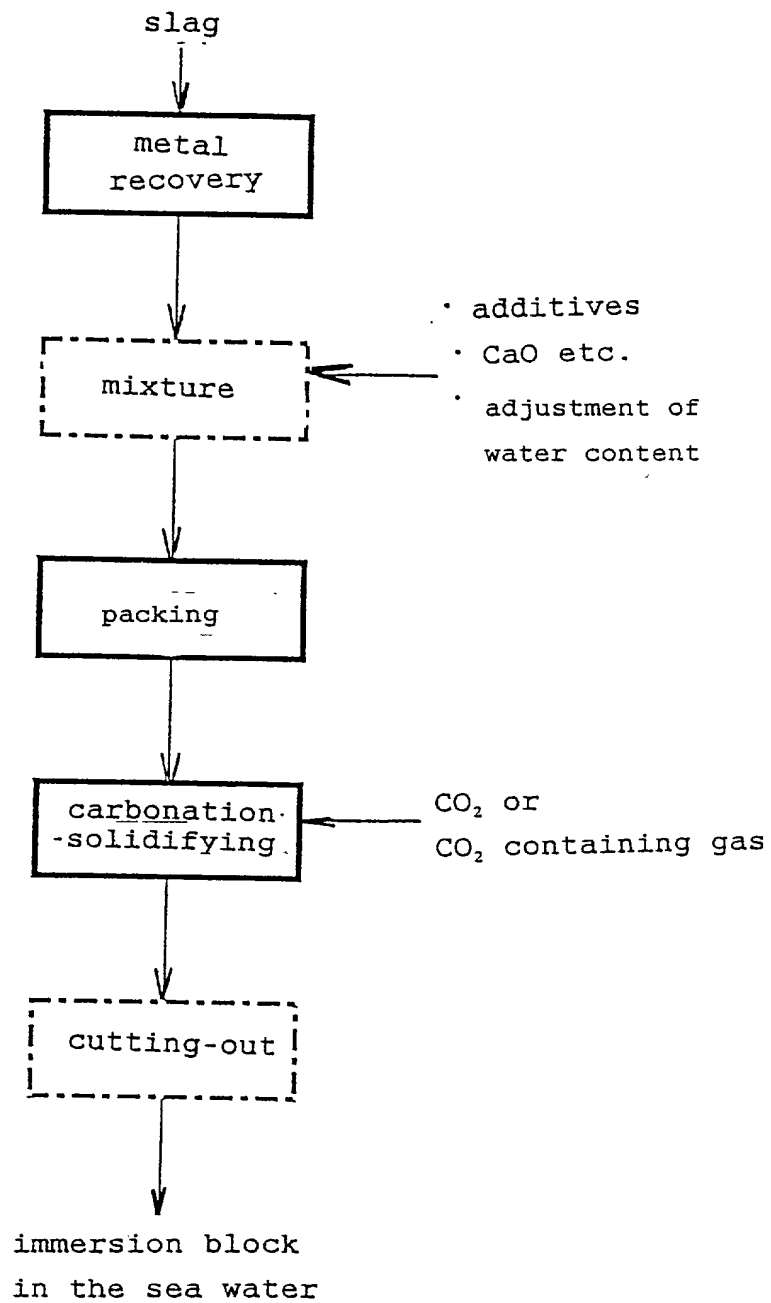 slag
metal
recovery
· additives
· CaO etc.
mixture
· adjustment of
water content
packing
carbonation
-solidifying
CO₂ or
CO₂ containing gas
cutting-out
immersion block
in the sea water